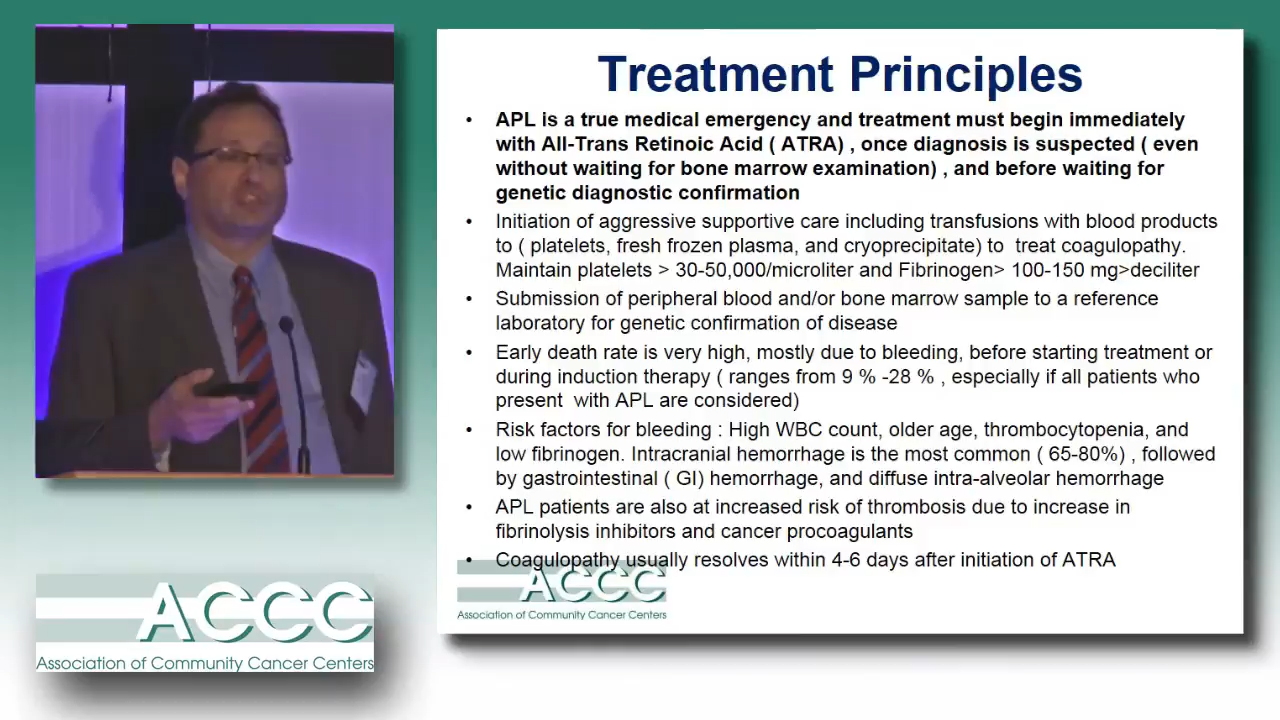 Treatment Principles
• APL is a true medical emergency and treatment must begin immediately
with All-Trans Retinoic Acid ( ATRA) , once diagnosis is suspected ( even
without waiting for bone marrow examination) , and before waiting for
genetic diagnostic confirmation
• Initiation of aggressive supportive care including transfusions with blood products
to ( platelets, fresh frozen plasma, and cryoprecipitate) to treat coagulopathy.
Maintain platelets > 30-50,000/microliter and Fibrinogen> 100-150 mg>deciliter
• Submission of peripheral blood and/or bone marrow sample to a reference
laboratory for genetic confirmation of disease
• Early death rate is very high, mostly due to bleeding, before starting treatment or
during induction therapy ( ranges from 9 % -28 % , especially if all patients who
present with APL are considered)
• Risk factors for bleeding : High WBC count, older age, thrombocytopenia, and
low fibrinogen. Intracranial hemorrhage is the most common ( 65-80%) , followed
by gastrointestinal ( GI) hemorrhage, and diffuse intra-alveolar hemorrhage
• APL patients are also at increased risk of thrombosis due to increase in
fibrinolysis inhibitors and cancer procoagulants
• Coagulopathy usually resolves within 4-6 days after initiation of ATRA
ACCC
Association of Community Cancer Centers
ACCC
Association of Community Cancer Centers